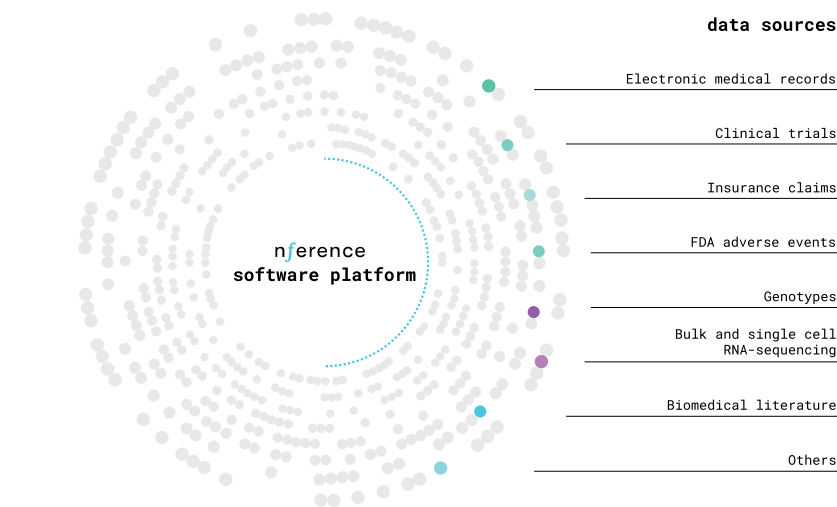 data sources
Electronic medical records
Clinical trials
Insurance claims
FDA adverse events
nference
software platform
Genotypes
Bulk and single cell
RNA-sequencing
Biomedical literature
Others